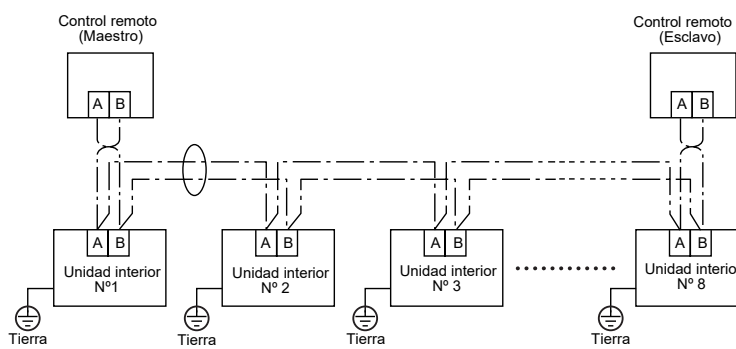 Control remoto
(Maestro)
Control remoto
(Esclavo)
A B
A B
A B
Unidad interior
Nº1
A B
Unidad interior
Nº 2
A B
Unidad interior
Nº 3
A B
Unidad interio
Nº 8
Tierra
Tierra
Tierra
Tierra